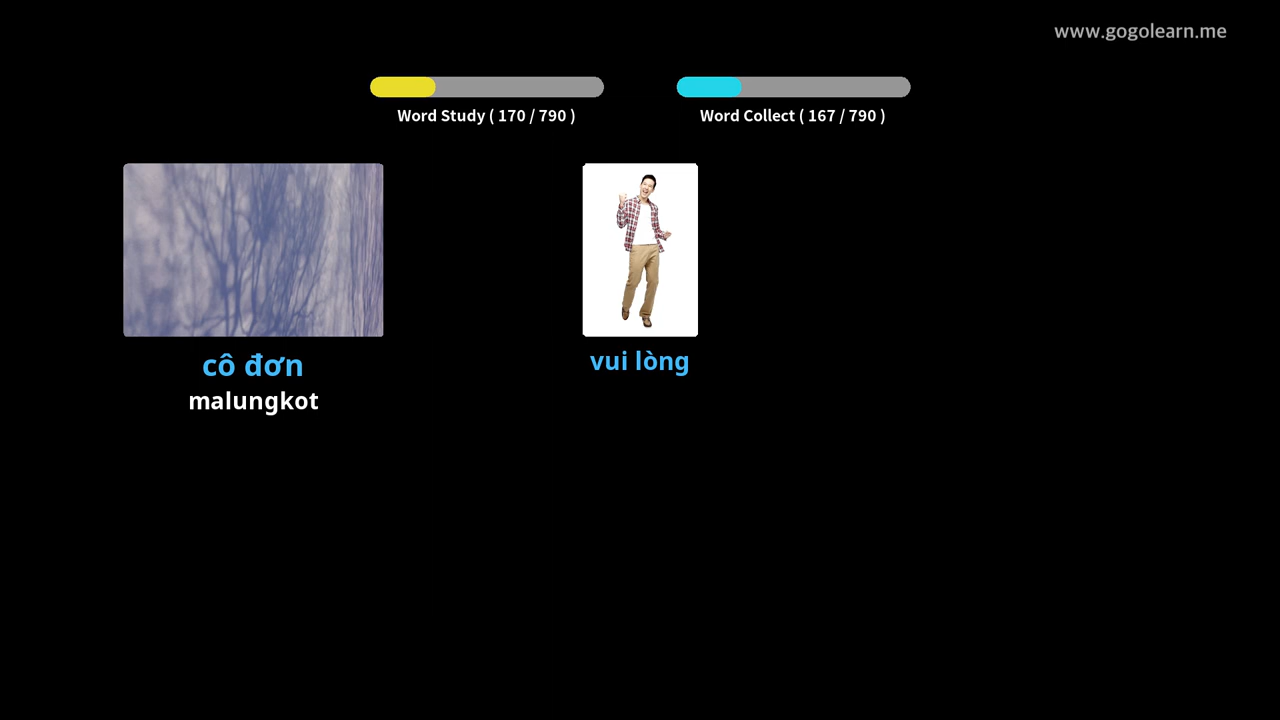 www.gogolearn.me
Word Study ( 170 / 790 )
Word Collect ( 167 / 790 )
cô đơn
malungkot
vui lòng